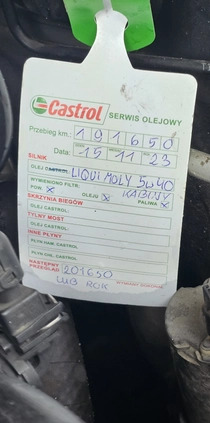 Castrol SERWIS OLEJOWY
Przebieg km.: 191650
Data: 15 11 23
SILNIK
OLEJ CASTROL: LIQUI MOLY 5W40
WYMIENIONO FILTR: KABINY
POW. X OLEJU X PALIWA X
SKRZYNIA BIEGÓW
OLEJ CASTROL:
TYLNY MOST
OLEJ CASTROL:
INNE PŁYNY
PŁYN HAM. CASTROL
PŁYN CHŁ. CASTROL
NASTĘPNY
PRZEGLĄD 201650
LUB ROK